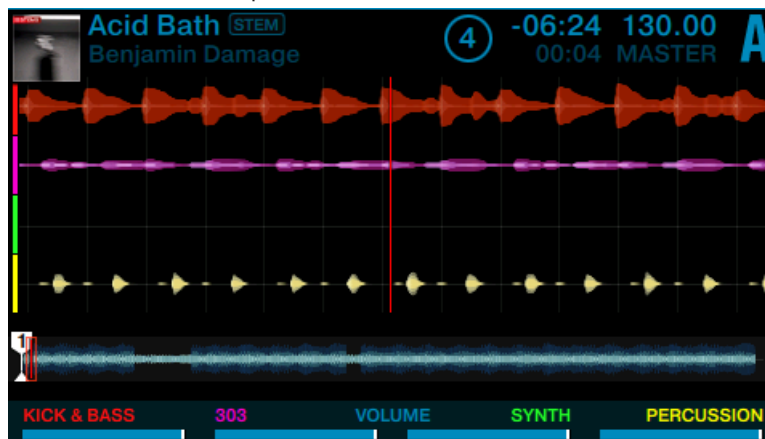 Acid Bath STEM 4 -06:24 130.00 A
Benjamin Damage 00:04 MASTER
1
KICK & BASS 303 VOLUME SYNTH PERCUSSION